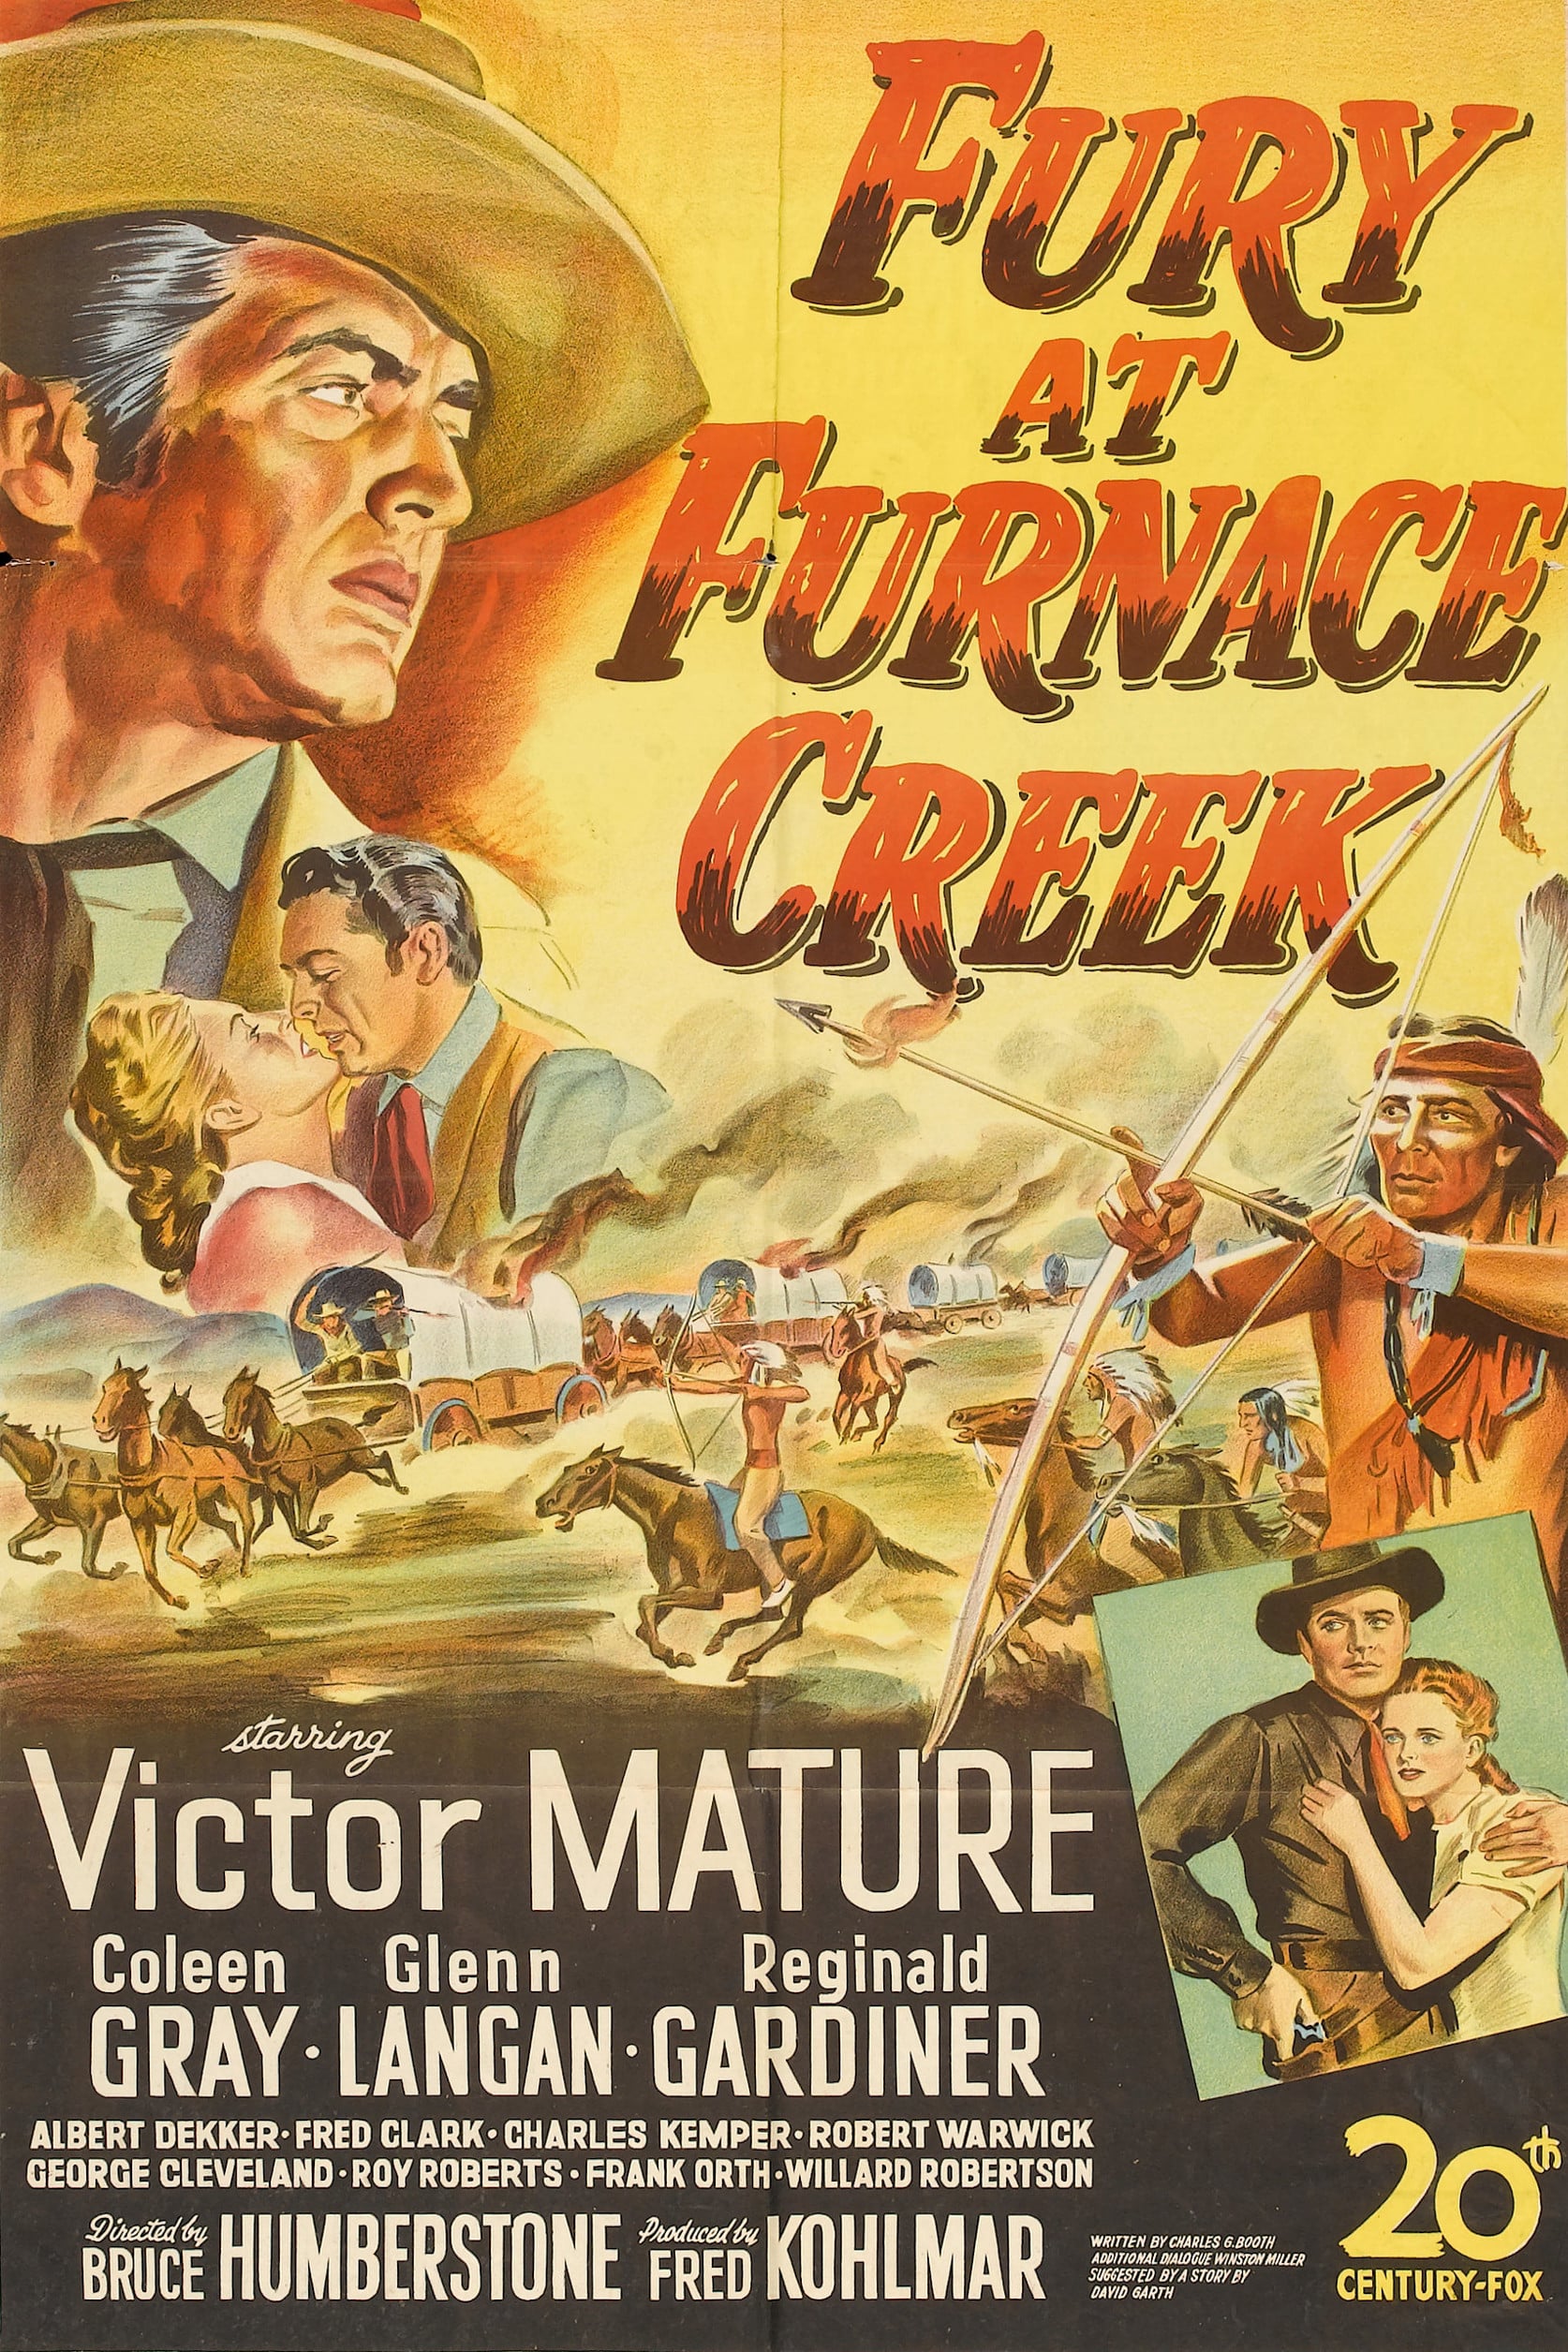 FURY
AT
FURNACE
CREEK
starring
Victor MATURE
Coleen Glenn Reginald
GRAY · LANGAN · GARDINER
ALBERT DEKKER · FRED CLARK · CHARLES KEMPER · ROBERT WARWICK
GEORGE CLEVELAND · ROY ROBERTS · FRANK ORTH · WILLARD ROBERTSON
Directed by BRUCE HUMBERSTONE Produced by FRED KOHLMAR
WRITTEN BY CHARLES G. BOOTH
ADDITIONAL DIALOGUE WINSTON MILLER
SUGGESTED BY A STORY BY
DAVID GARTH
20th
CENTURY-FOX